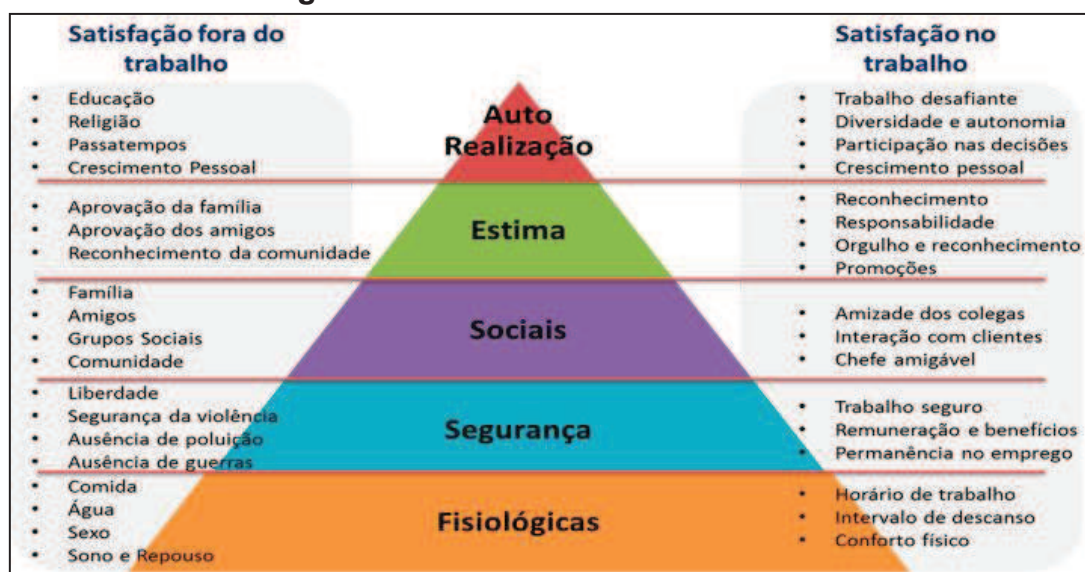 Satisfação fora do
trabalho
• Educação
• Religião
• Passatempos
• Crescimento Pessoal
• Aprovação da família
• Aprovação dos amigos
• Reconhecimento da comunidade
• Família
• Amigos
• Grupos Sociais
• Comunidade
• Liberdade
• Segurança da violência
• Ausência de poluição
• Ausência de guerras
• Comida
• Água
• Sexo
• Sono e Repouso
Auto
Realização
Estima
Sociais
Segurança
Fisiológicas
Satisfação no
trabalho
• Trabalho desafiante
• Diversidade e autonomia
• Participação nas decisões
• Crescimento pessoal
• Reconhecimento
• Responsabilidade
• Orgulho e reconhecimento
• Promoções
• Amizade dos colegas
• Interação com clientes
• Chefe amigável
• Trabalho seguro
• Remuneração e benefícios
• Permanência no emprego
• Horário de trabalho
• Intervalo de descanso
• Conforto físico